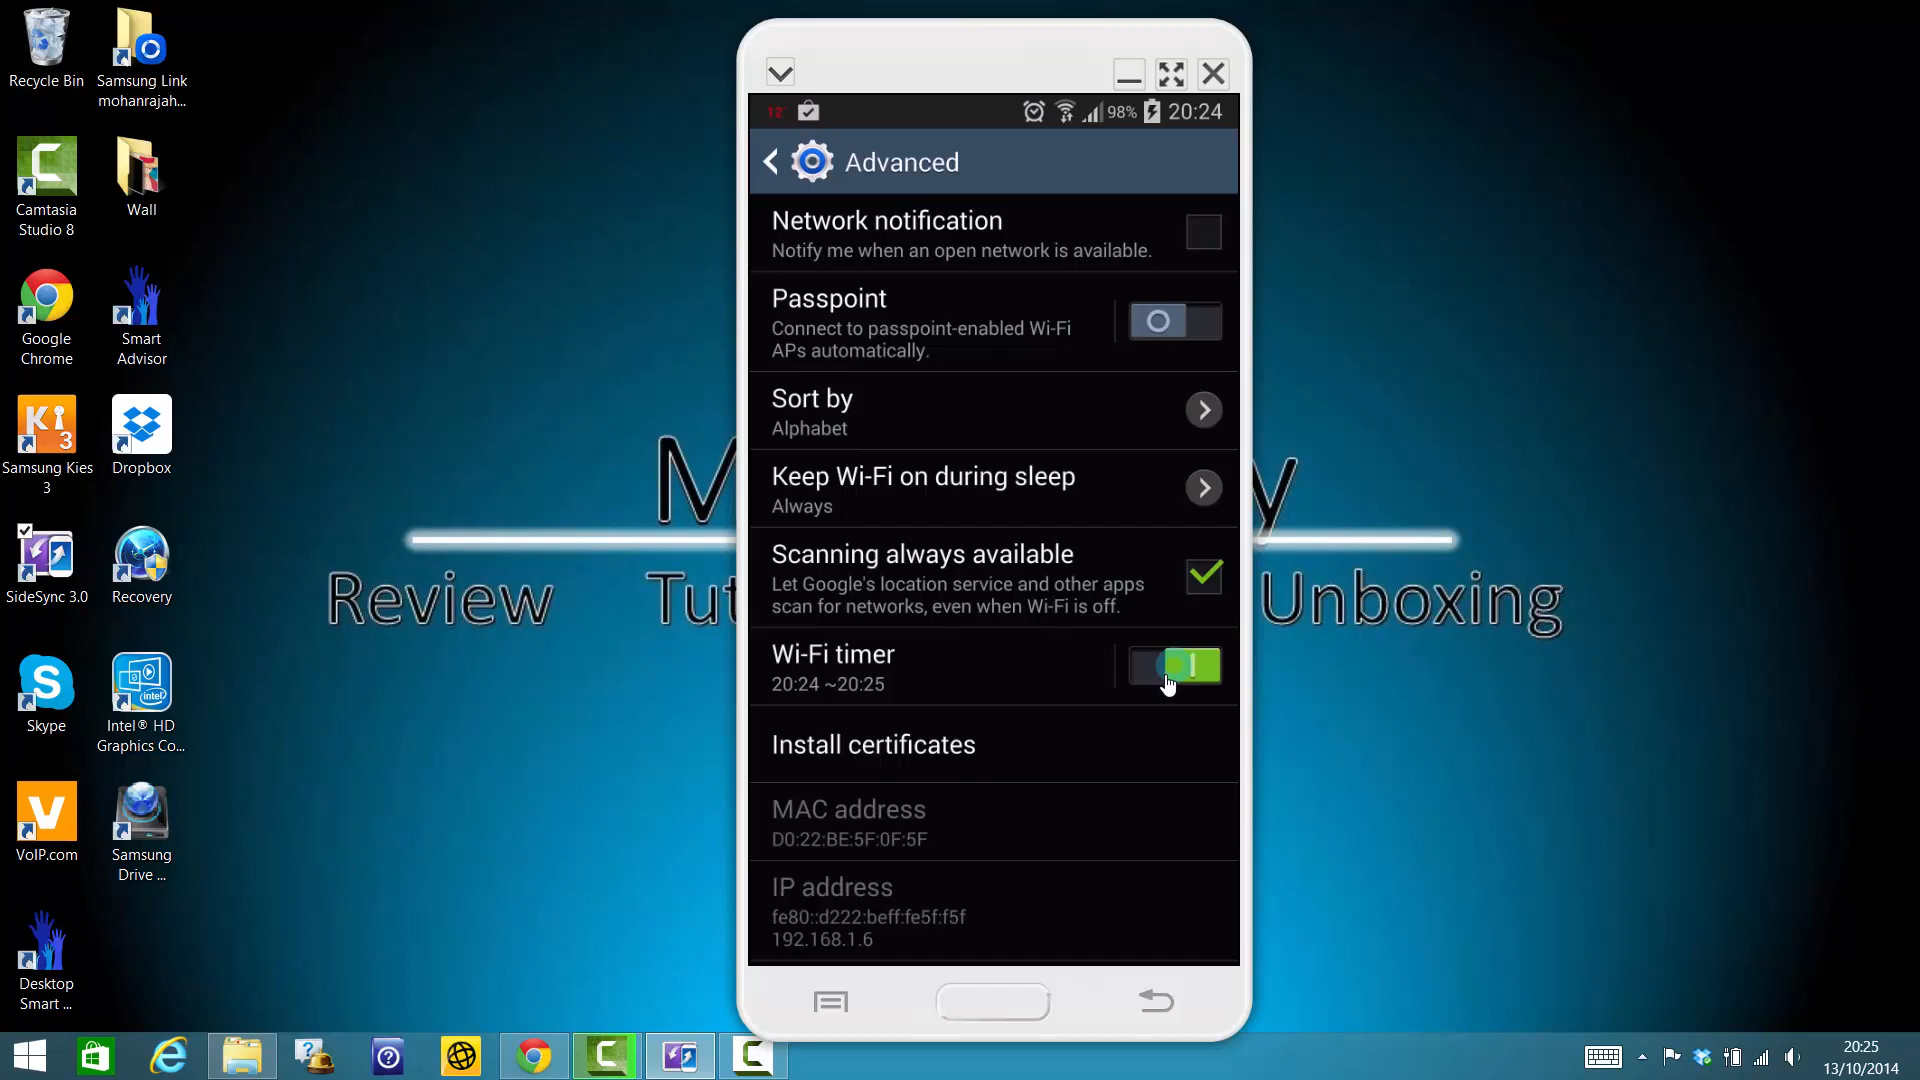 Recycle Bin
Samsung Link
mohanrajah...
Camtasia
Studio 8
Wall
Google
Chrome
Smart
Advisor
KI
3
Samsung Kies
3
Dropbox
SideSync 3.0
Recovery
S
Skype
intel
Intel® HD
Graphics Co...
V
VoIP.com
Samsung
Drive ...
Desktop
Smart ...
M
y
Review
Tut
Unboxing
12°
98%
20:24
Advanced
Network notification
Notify me when an open network is available.
Passpoint
Connect to passpoint-enabled Wi-Fi
APs automatically.
Sort by
Alphabet
Keep Wi-Fi on during sleep
Always
Scanning always available
Let Google's location service and other apps
scan for networks, even when Wi-Fi is off.
Wi-Fi timer
20:24 ~20:25
Install certificates
MAC address
D0:22:BE:5F:0F:5F
IP address
fe80::d222:beff:fe5f:f5f
192.168.1.6
20:25
13/10/2014